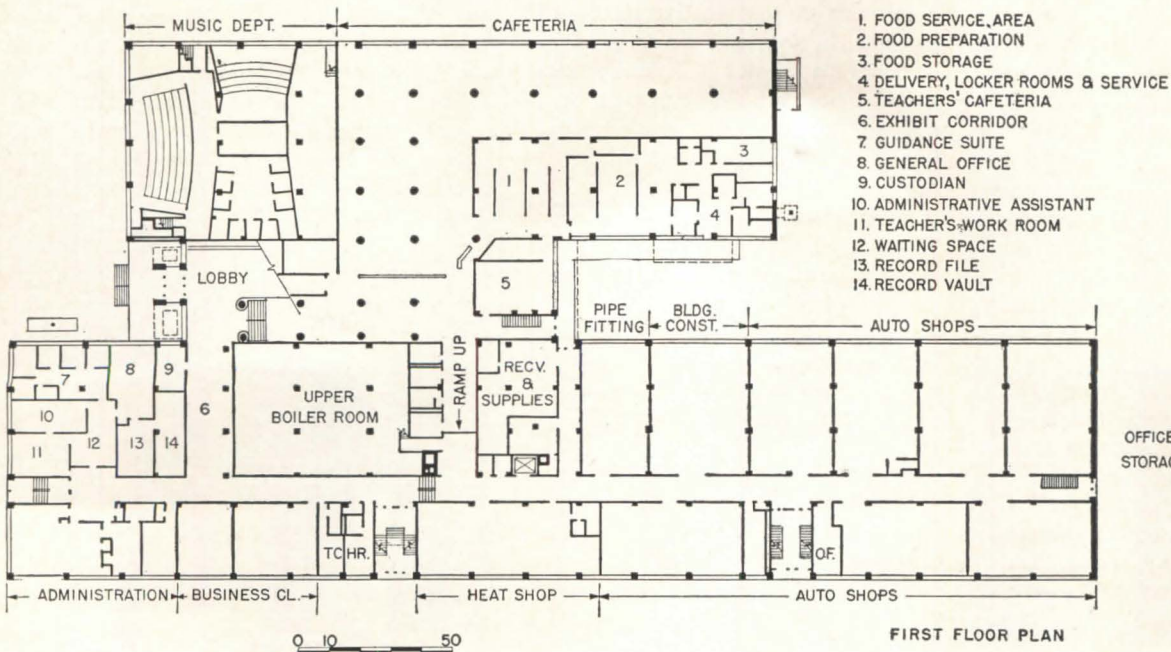 MUSIC DEPT.
CAFETERIA
1. FOOD SERVICE AREA
2. FOOD PREPARATION
3. FOOD STORAGE
4 DELIVERY, LOCKER ROOMS & SERVICE
5. TEACHERS' CAFETERIA
6. EXHIBIT CORRIDOR
7. GUIDANCE SUITE
8. GENERAL OFFICE
9. CUSTODIAN
10. ADMINISTRATIVE ASSISTANT
11. TEACHER'S WORK ROOM
12. WAITING SPACE
13. RECORD FILE
14. RECORD VAULT
1
2
3
4
LOBBY
5
PIPE FITTING
BLDG. CONST.
AUTO SHOPS
7
8
9
10
11
12
13
14
6
UPPER
BOILER ROOM
RAMP UP
RECV.
&
SUPPLIES
OFFICE
STORAG
TC
HR.
OF.
ADMINISTRATION
BUSINESS CL.
HEAT SHOP
AUTO SHOPS
0 10 50
FIRST FLOOR PLAN